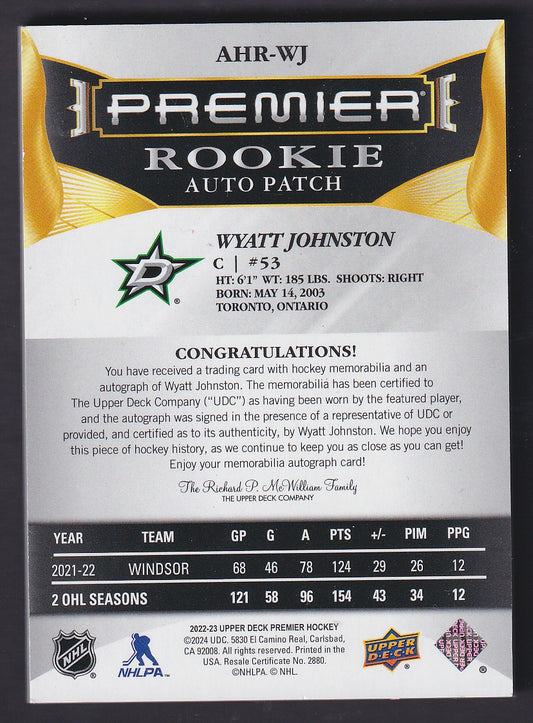 AHR-WJ
PREMIER®
ROOKIE
AUTO PATCH
WYATT JOHNSTON
C | #53
HT: 6'1" WT: 185 LBS. SHOOTS: RIGHT
BORN: MAY 14, 2003
TORONTO, ONTARIO
D
®
CONGRATULATIONS!
You have received a trading card with hockey memorabilia and an
autograph of Wyatt Johnston. The memorabilia has been certified to
The Upper Deck Company ("UDC") as having been worn by the featured player,
and the autograph was signed in the presence of a representative of UDC or
provided, and certified as to its authenticity, by Wyatt Johnston. We hope you enjoy
this piece of hockey history, as we continue to keep you as close as you can get!
Enjoy your memorabilia autograph card!
The Richard P. McWilliam Family
THE UPPER DECK COMPANY
YEAR TEAM GP G A PTS +/- PIM PPG
2021-22 WINDSOR 68 46 78 124 29 26 12
2 OHL SEASONS 121 58 96 154 43 34 12
2022-23 UPPER DECK PREMIER HOCKEY
©2024 UDC. 5830 El Camino Real, Carlsbad,
CA 92008. All rights reserved. Printed in the
USA. Resale Certificate No. 2880.
©NHLPA. © NHL.
NHL
®
NHLPA™
UPPER DECK
®
UPPER DECK
®